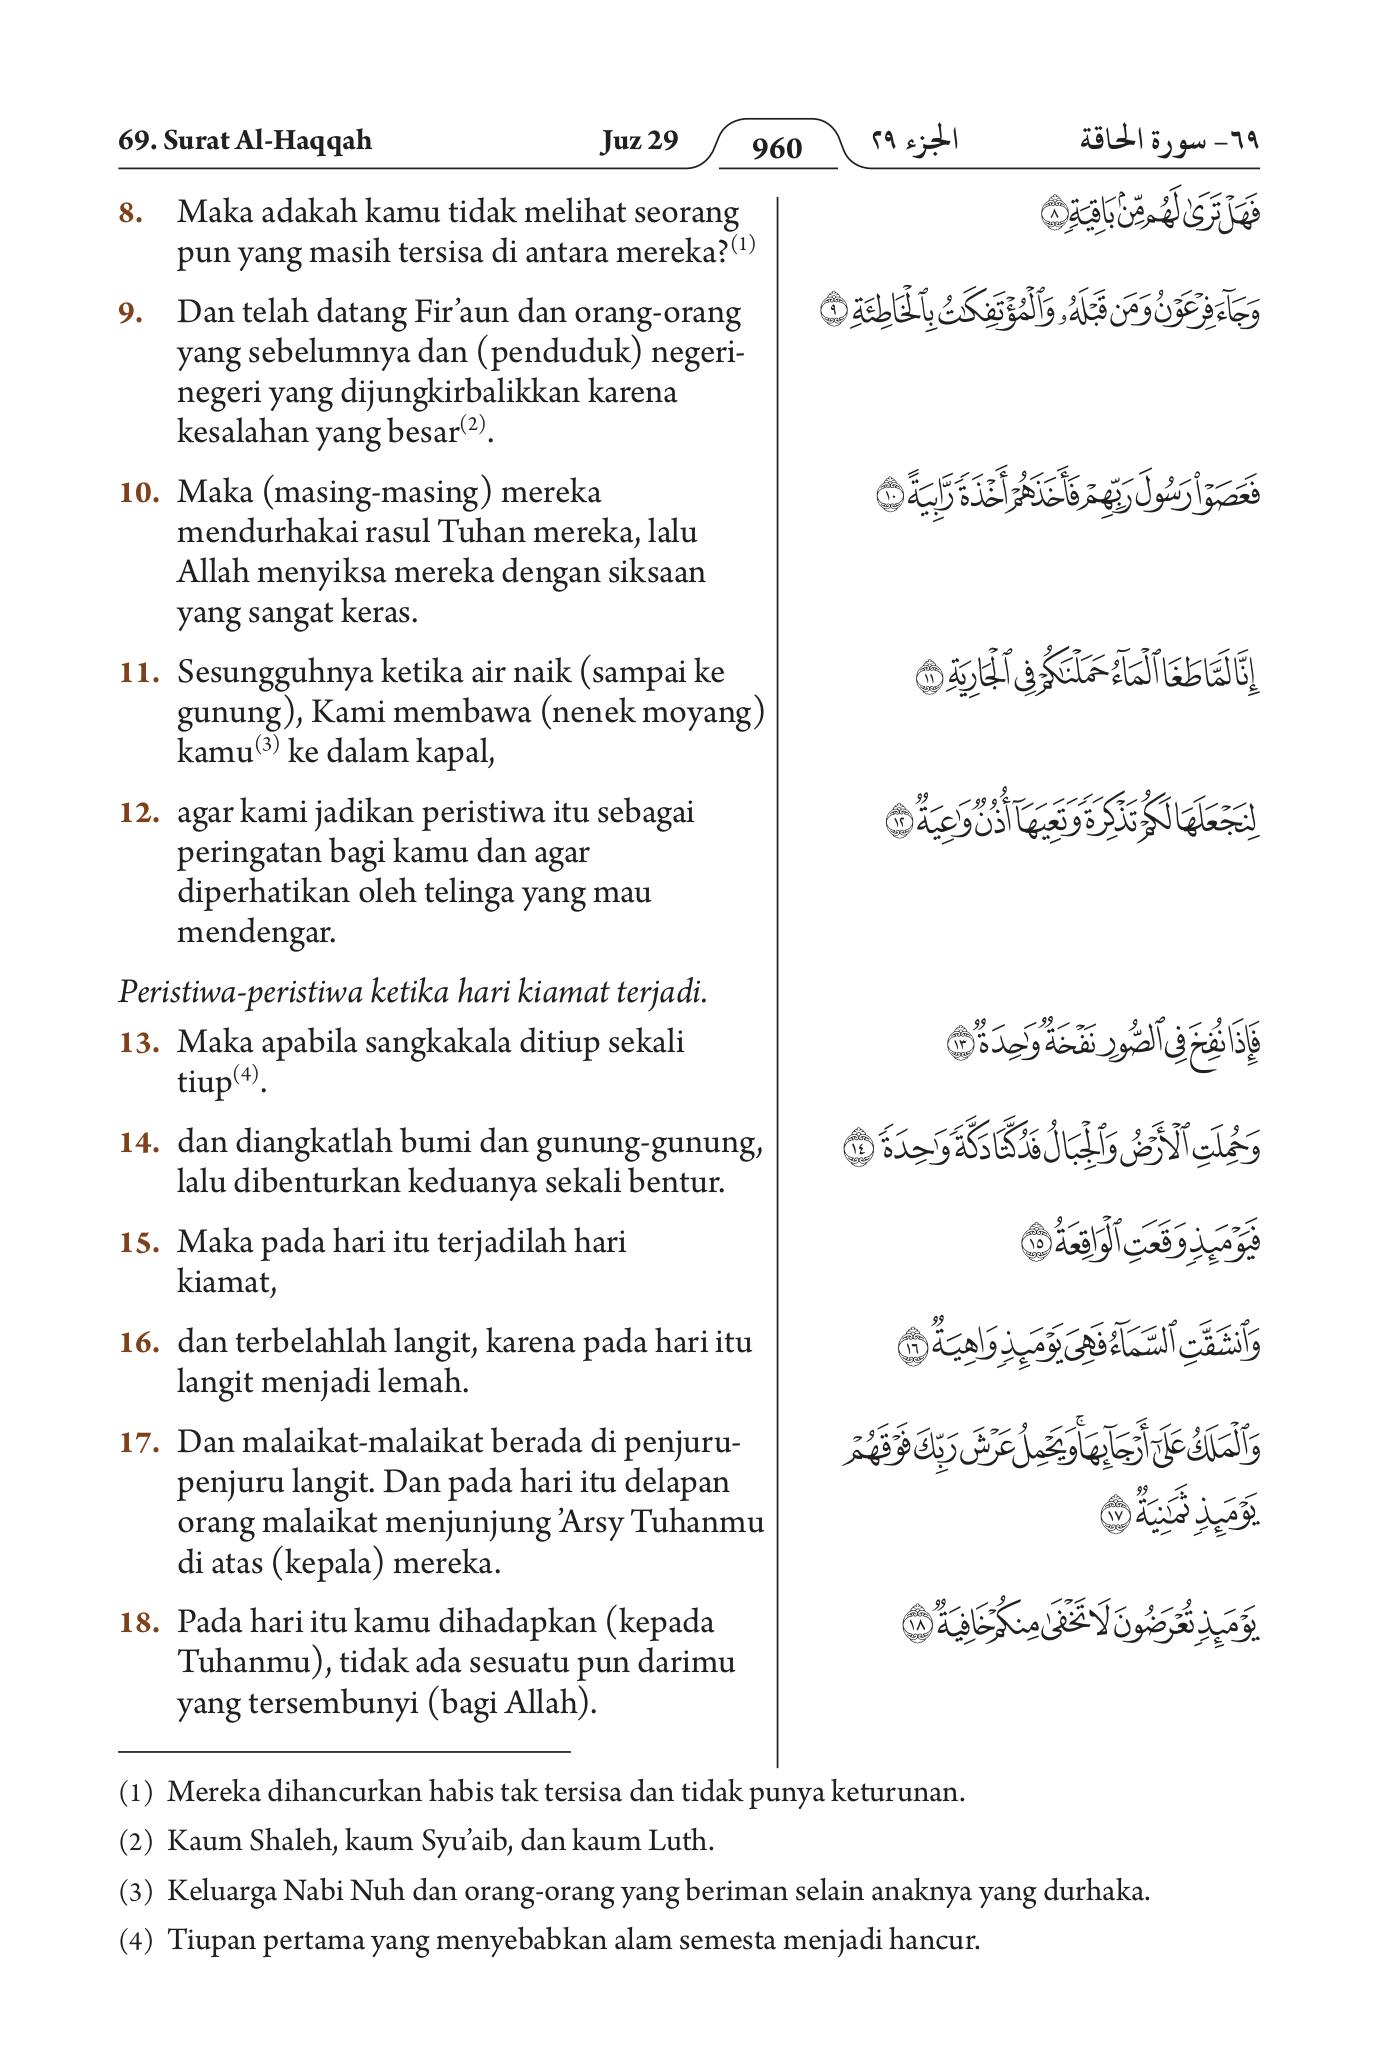 69. Surat Al-Haqqah Juz 29 960 الجزء ٢٩ ٦٩- سورة الحاقة
8. Maka adakah kamu tidak melihat seorang
pun yang masih tersisa di antara mereka?(1)
فَهَلْ تَرَىٰ لَهُم مِّنۢ بَاقِيَةٍ ٨
9. Dan telah datang Fir’aun dan orang-orang
yang sebelumnya dan (penduduk) negeri-
negeri yang dijungkirbalikkan karena
kesalahan yang besar(2).
وَجَآءَ فِرْعَوْنُ وَمَن قَبْلَهُۥ وَٱلْمُؤْتَفِكَٰتُ بِٱلْخَاطِئَةِ ٩
10. Maka (masing-masing) mereka
mendurhakai rasul Tuhan mereka, lalu
Allah menyiksa mereka dengan siksaan
yang sangat keras.
فَعَصَوْا۟ رَسُولَ رَبِّهِمْ فَأَخَذَهُمْ أَخْذَةً رَّابِيَةً ١٠
11. Sesungguhnya ketika air naik (sampai ke
gunung), Kami membawa (nenek moyang)
kamu(3) ke dalam kapal,
إِنَّا لَمَّا طَغَا ٱلْمَآءُ حَمَلْنَٰكُمْ فِى ٱلْجَارِيَةِ ١١
12. agar kami jadikan peristiwa itu sebagai
peringatan bagi kamu dan agar
diperhatikan oleh telinga yang mau
mendengar.
لِنَجْعَلَهَا لَكُمْ تَذْكِرَةً وَتَعِيَهَآ أُذُنٌ وَٰعِيَةٌ ١٢
Peristiwa-peristiwa ketika hari kiamat terjadi.
13. Maka apabila sangkakala ditiup sekali
tiup(4).
فَإِذَا نُفِخَ فِى ٱلصُّورِ نَفْخَةٌ وَٰحِدَةٌ ١٣
14. dan diangkatlah bumi dan gunung-gunung,
lalu dibenturkan keduanya sekali bentur.
وَحُمِلَتِ ٱلْأَرْضُ وَٱلْجِبَالُ فَدُكَّتَا دَكَّةً وَٰحِدَةً ١٤
15. Maka pada hari itu terjadilah hari
kiamat,
فَيَوْمَئِذٍ وَقَعَتِ ٱلْوَاقِعَةُ ١٥
16. dan terbelahlah langit, karena pada hari itu
langit menjadi lemah.
وَٱنشَقَّتِ ٱلسَّمَآءُ فَهِىَ يَوْمَئِذٍ وَاهِيَةٌ ١٦
17. Dan malaikat-malaikat berada di penjuru-
penjuru langit. Dan pada hari itu delapan
orang malaikat menjunjung ’Arsy Tuhanmu
di atas (kepala) mereka.
وَٱلْمَلَكُ عَلَىٰٓ أَرْجَآئِهَا ۚ وَيَحْمِلُ عَرْشَ رَبِّكَ فَوْقَهُمْ
يَوْمَئِذٍ ثَمَٰنِيَةٌ ١٧
18. Pada hari itu kamu dihadapkan (kepada
Tuhanmu), tidak ada sesuatu pun darimu
yang tersembunyi (bagi Allah).
يَوْمَئِذٍ تُعْرَضُونَ لَا تَخْفَىٰ مِنكُمْ خَافِيَةٌ ١٨
(1) Mereka dihancurkan habis tak tersisa dan tidak punya keturunan.
(2) Kaum Shaleh, kaum Syu’aib, dan kaum Luth.
(3) Keluarga Nabi Nuh dan orang-orang yang beriman selain anaknya yang durhaka.
(4) Tiupan pertama yang menyebabkan alam semesta menjadi hancur.